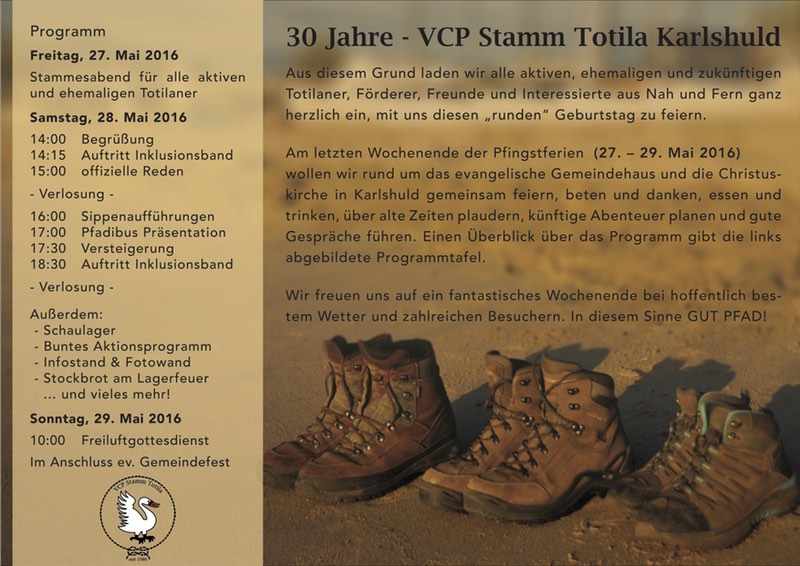 Programm
Freitag, 27. Mai 2016
Stammesabend für alle aktiven
und ehemaligen Totilaner
Samstag, 28. Mai 2016
14:00 Begrüßung
14:15 Auftritt Inklusionsband
15:00 offizielle Reden
- Verlosung -
16:00 Sippenaufführungen
17:00 Pfadibus Präsentation
17:30 Versteigerung
18:30 Auftritt Inklusionsband
- Verlosung -
Außerdem:
- Schaulager
- Buntes Aktionsprogramm
- Infostand & Fotowand
- Stockbrot am Lagerfeuer
... und vieles mehr!
Sonntag, 29. Mai 2016
10:00 Freiluftgottesdienst
Im Anschluss ev. Gemeindefest
VCP Stamm Totila
seit 1986
30 Jahre - VCP Stamm Totila Karlshuld
Aus diesem Grund laden wir alle aktiven, ehemaligen und zukünftigen
Totilaner, Förderer, Freunde und Interessierte aus Nah und Fern ganz
herzlich ein, mit uns diesen „runden“ Geburtstag zu feiern.
Am letzten Wochenende der Pfingstferien (27. – 29. Mai 2016)
wollen wir rund um das evangelische Gemeindehaus und die Christus-
kirche in Karlshuld gemeinsam feiern, beten und danken, essen und
trinken, über alte Zeiten plaudern, künftige Abenteuer planen und gute
Gespräche führen. Einen Überblick über das Programm gibt die links
abgebildete Programmtafel.
Wir freuen uns auf ein fantastisches Wochenende bei hoffentlich bes-
tem Wetter und zahlreichen Besuchern. In diesem Sinne GUT PFAD!